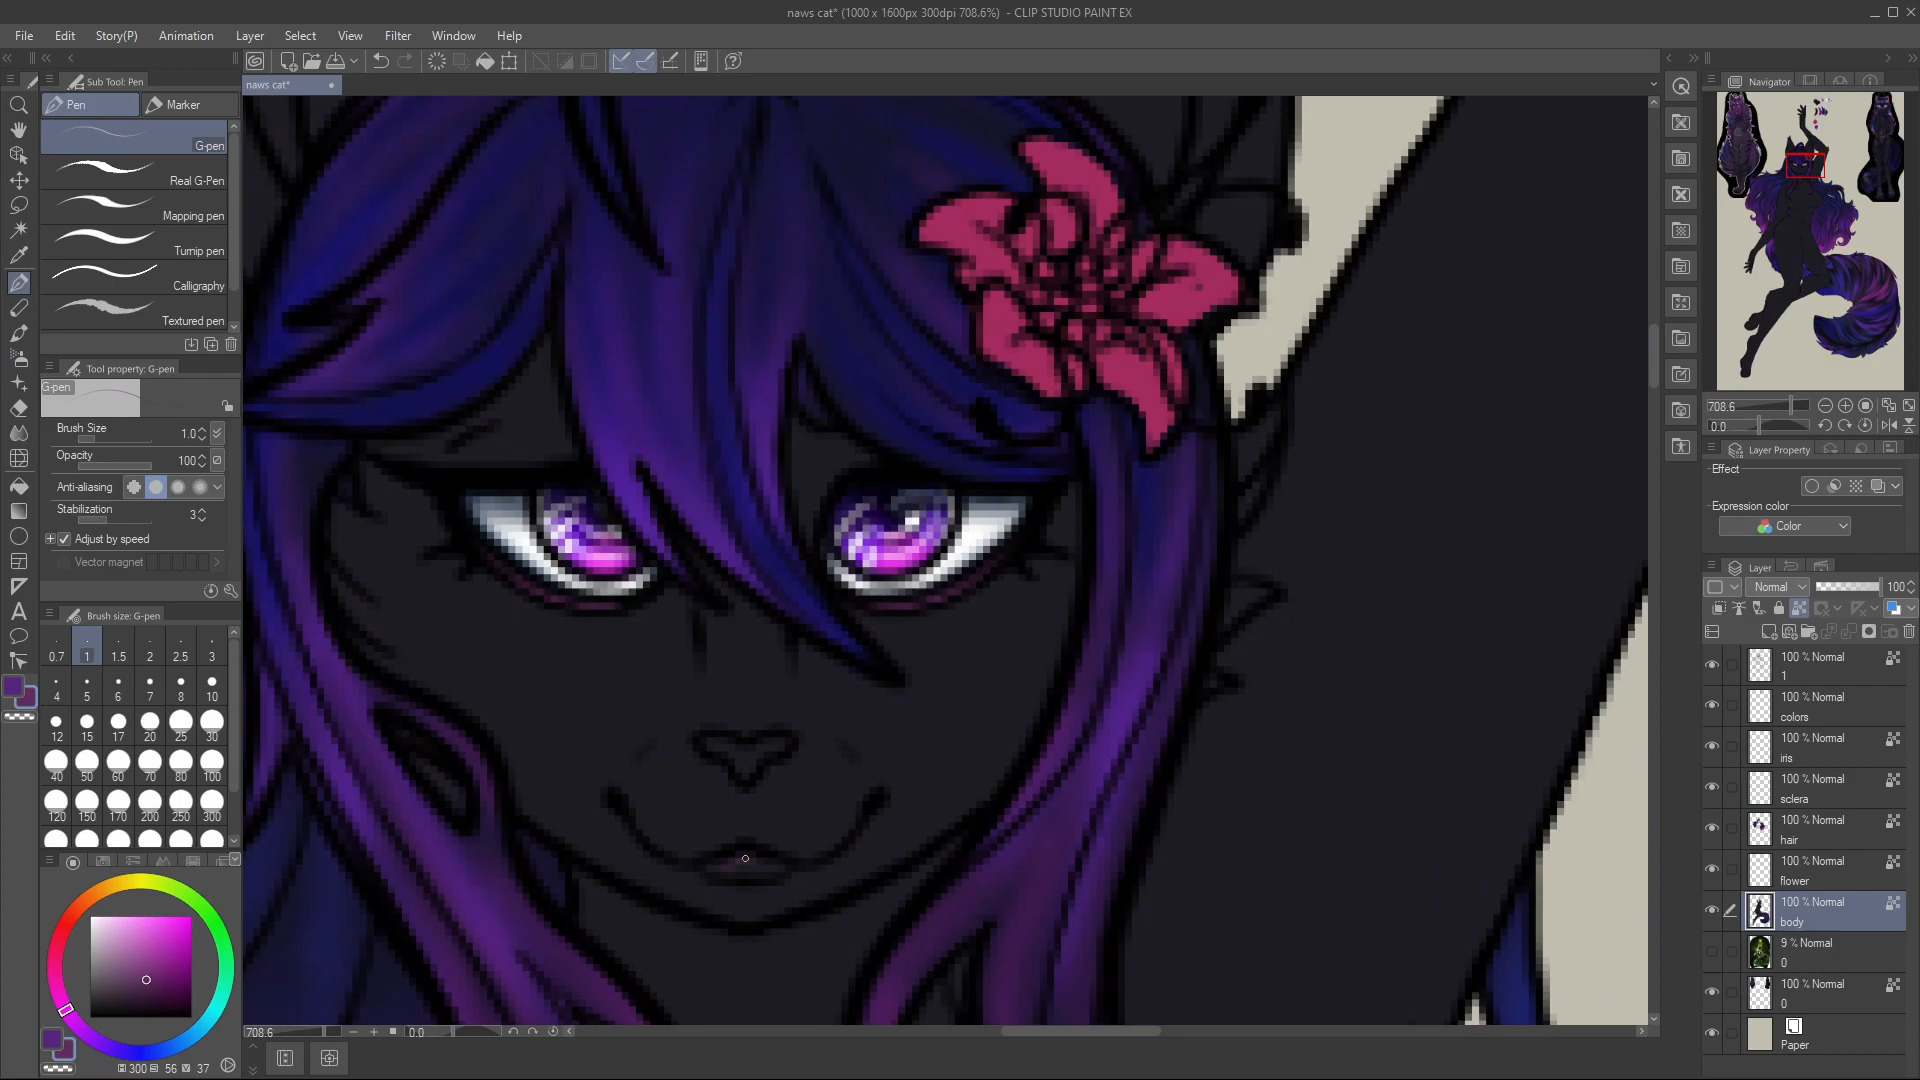 naws cat* (1000 x 1600px 300dpi 708.6%)  - CLIP STUDIO PAINT EX
File Edit Story(P) Animation Layer Select View Filter Window Help
Sub Tool: Pen
naws cat*
Navigator
Pen Marker
G-pen
Real G-Pen
Mapping pen
Turnip pen
Calligraphy
Textured pen
Tool property: G-pen
G-pen
Brush Size 1.0
Opacity 100
Anti-aliasing
Stabilization 3
Adjust by speed
Vector magnet
Brush size: G-pen
0.7 1 1.5 2 2.5 3
4 5 6 7 8 10
12 15 17 20 25 30
40 50 60 70 80 100
120 150 170 200 250 300
H 300 S 56 V 37
708.6 0.0
708.6
0.0
Layer Property
Effect
Expression color
Color
Layer
Normal 100
100 % Normal
1
100 % Normal
colors
100 % Normal
iris
100 % Normal
sclera
100 % Normal
hair
100 % Normal
flower
100 % Normal
body
9 % Normal
0
100 % Normal
0
Paper